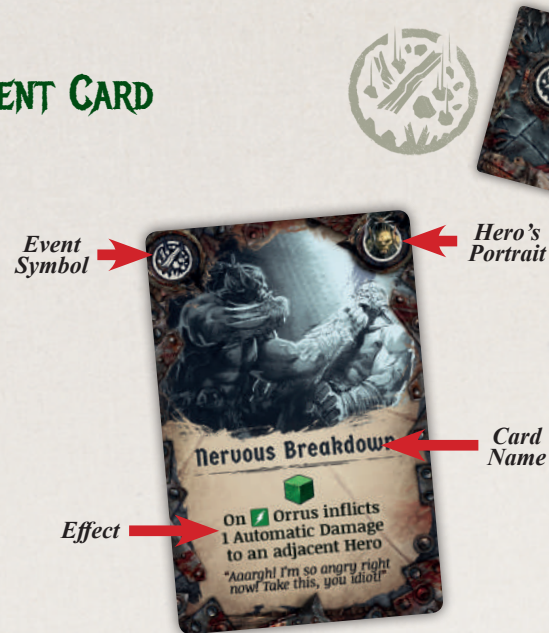 ENT CARD
Event
Symbol
Hero's
Portrait
Nervous Breakdown
Card
Name
Effect
On Orrus inflicts
1 Automatic Damage
to an adjacent Hero
"Aaargh! I'm so angry right
now! Take this, you idiot!"